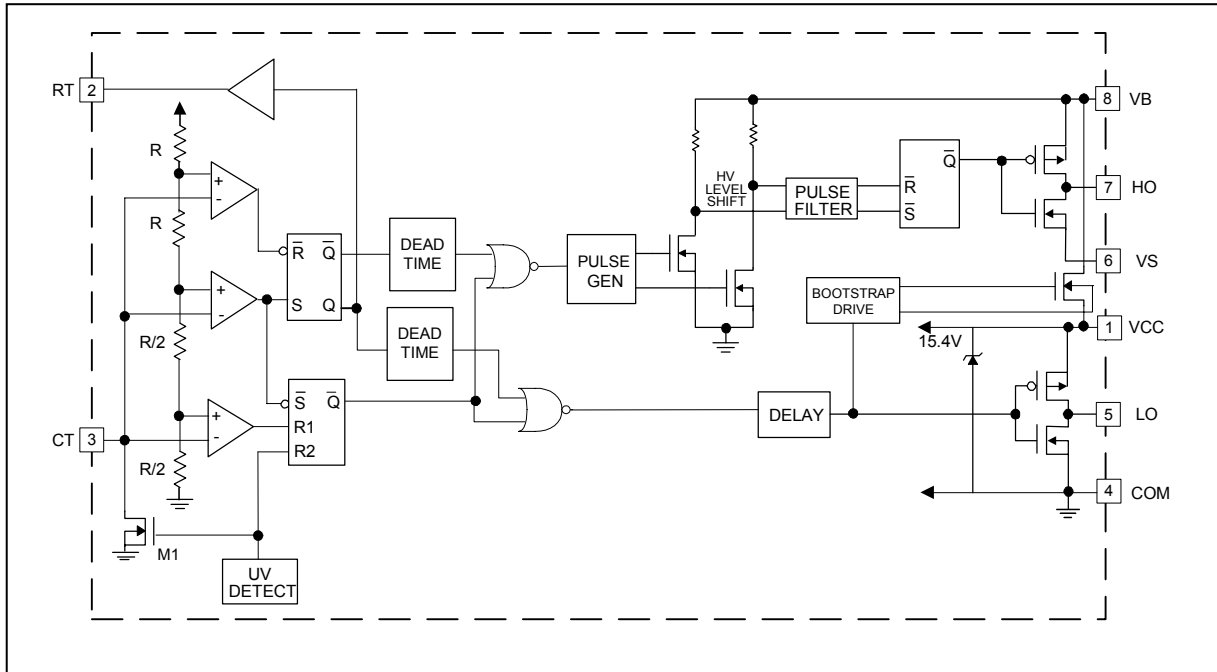 RT 2
8 VB
R
HV
LEVEL
SHIFT
PULSE
FILTER
R
S
Q
7 HO
R
DEAD
TIME
R Q
S Q
PULSE
GEN
6 VS
BOOTSTRAP
DRIVE
DEAD
TIME
1 VCC
15.4V
R/2
S Q
R1
R2
DELAY
5 LO
CT 3
R/2
4 COM
M1
UV
DETECT
+
-
+
-
+
-